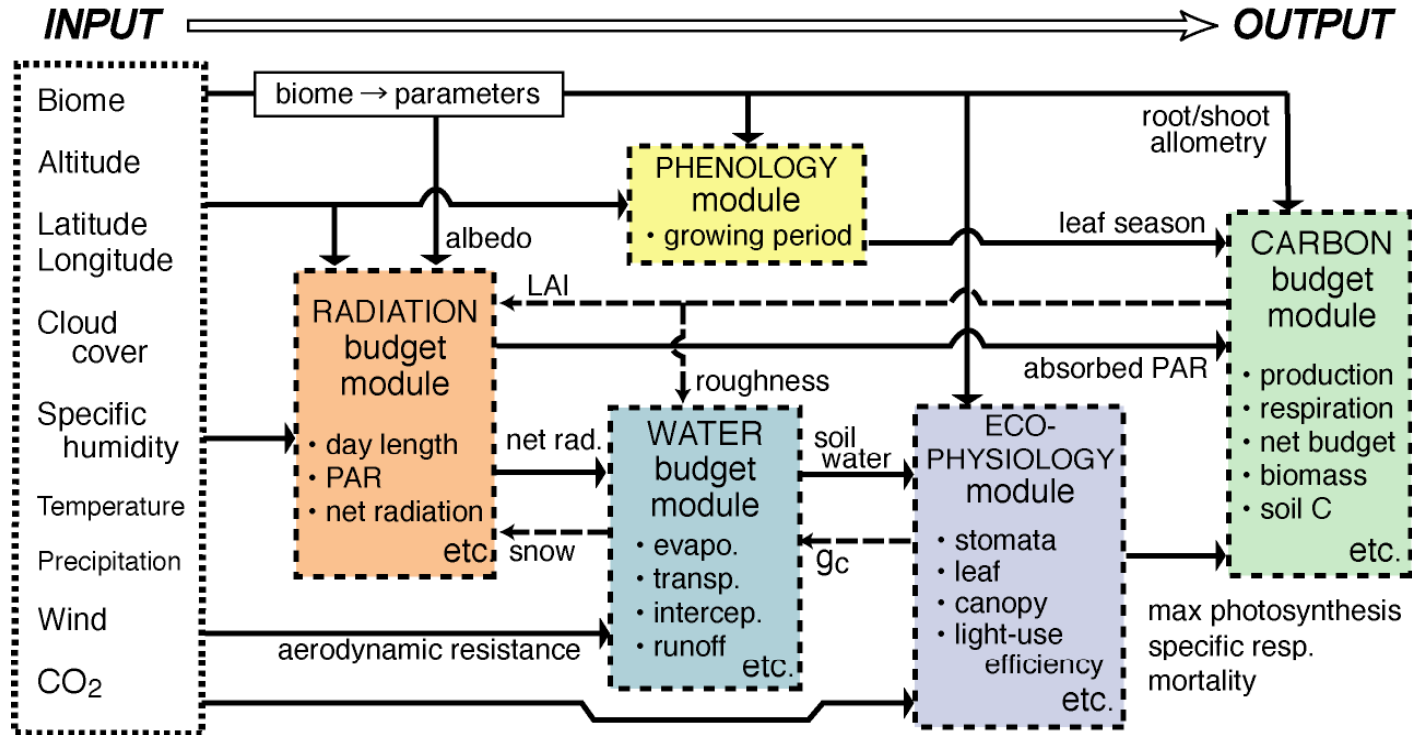 INPUT
OUTPUT
Biome
Altitude
Latitude
Longitude
Cloud
cover
Specific
humidity
Temperature
Precipitation
Wind
CO2
biome → parameters
albedo
root/shoot
allometry
PHENOLOGY
module
• growing period
leaf season
LAI
roughness
absorbed PAR
RADIATION
budget
module
• day length
• PAR
• net radiation
etc.
net rad.
snow
aerodynamic resistance
WATER
budget
module
• evapo.
• transp.
• intercep.
• runoff
etc.
soil
water
gc
ECO-
PHYSIOLOGY
module
• stomata
• leaf
• canopy
• light-use
efficiency
etc.
CARBON
budget
module
• production
• respiration
• net budget
• biomass
• soil C
etc.
max photosynthesis
specific resp.
mortality